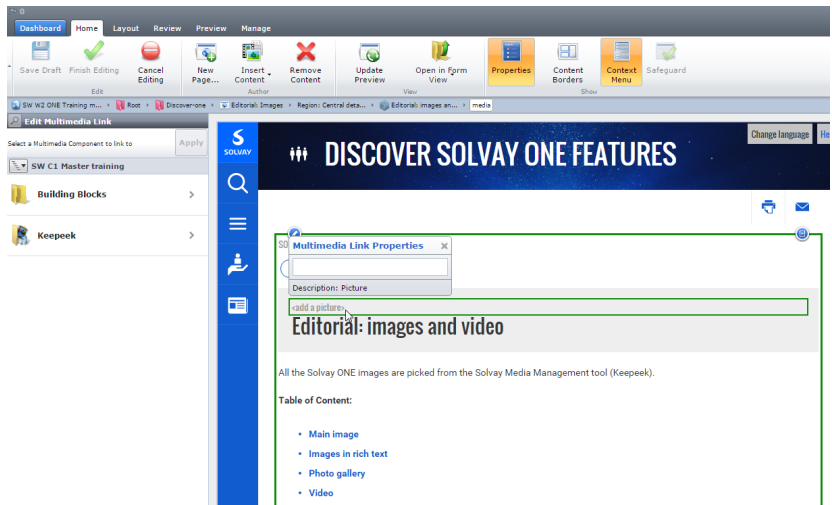 Dashboard Home Layout Review Preview Manage
Save Draft Finish Editing Cancel Editing New Page... Insert Content Remove Content Update Preview Open in Form View Properties Content Borders Context Menu Safeguard
Edit Author View Show
SW W2 ONE Training m... Root Discover-one Editorial: Images Region: Central deta... Editorial: images an... media
Edit Multimedia Link
Select a Multimedia Component to link to Apply
SW C1 Master training
Building Blocks
Keepeek
S
SOLVAY
Change language He
DISCOVER SOLVAY ONE FEATURES
SO
Multimedia Link Properties
Description: Picture
<add a picture>
Editorial: images and video
All the Solvay ONE images are picked from the Solvay Media Management tool (Keepeek).
Table of Content:
• Main image
• Images in rich text
• Photo gallery
• Video